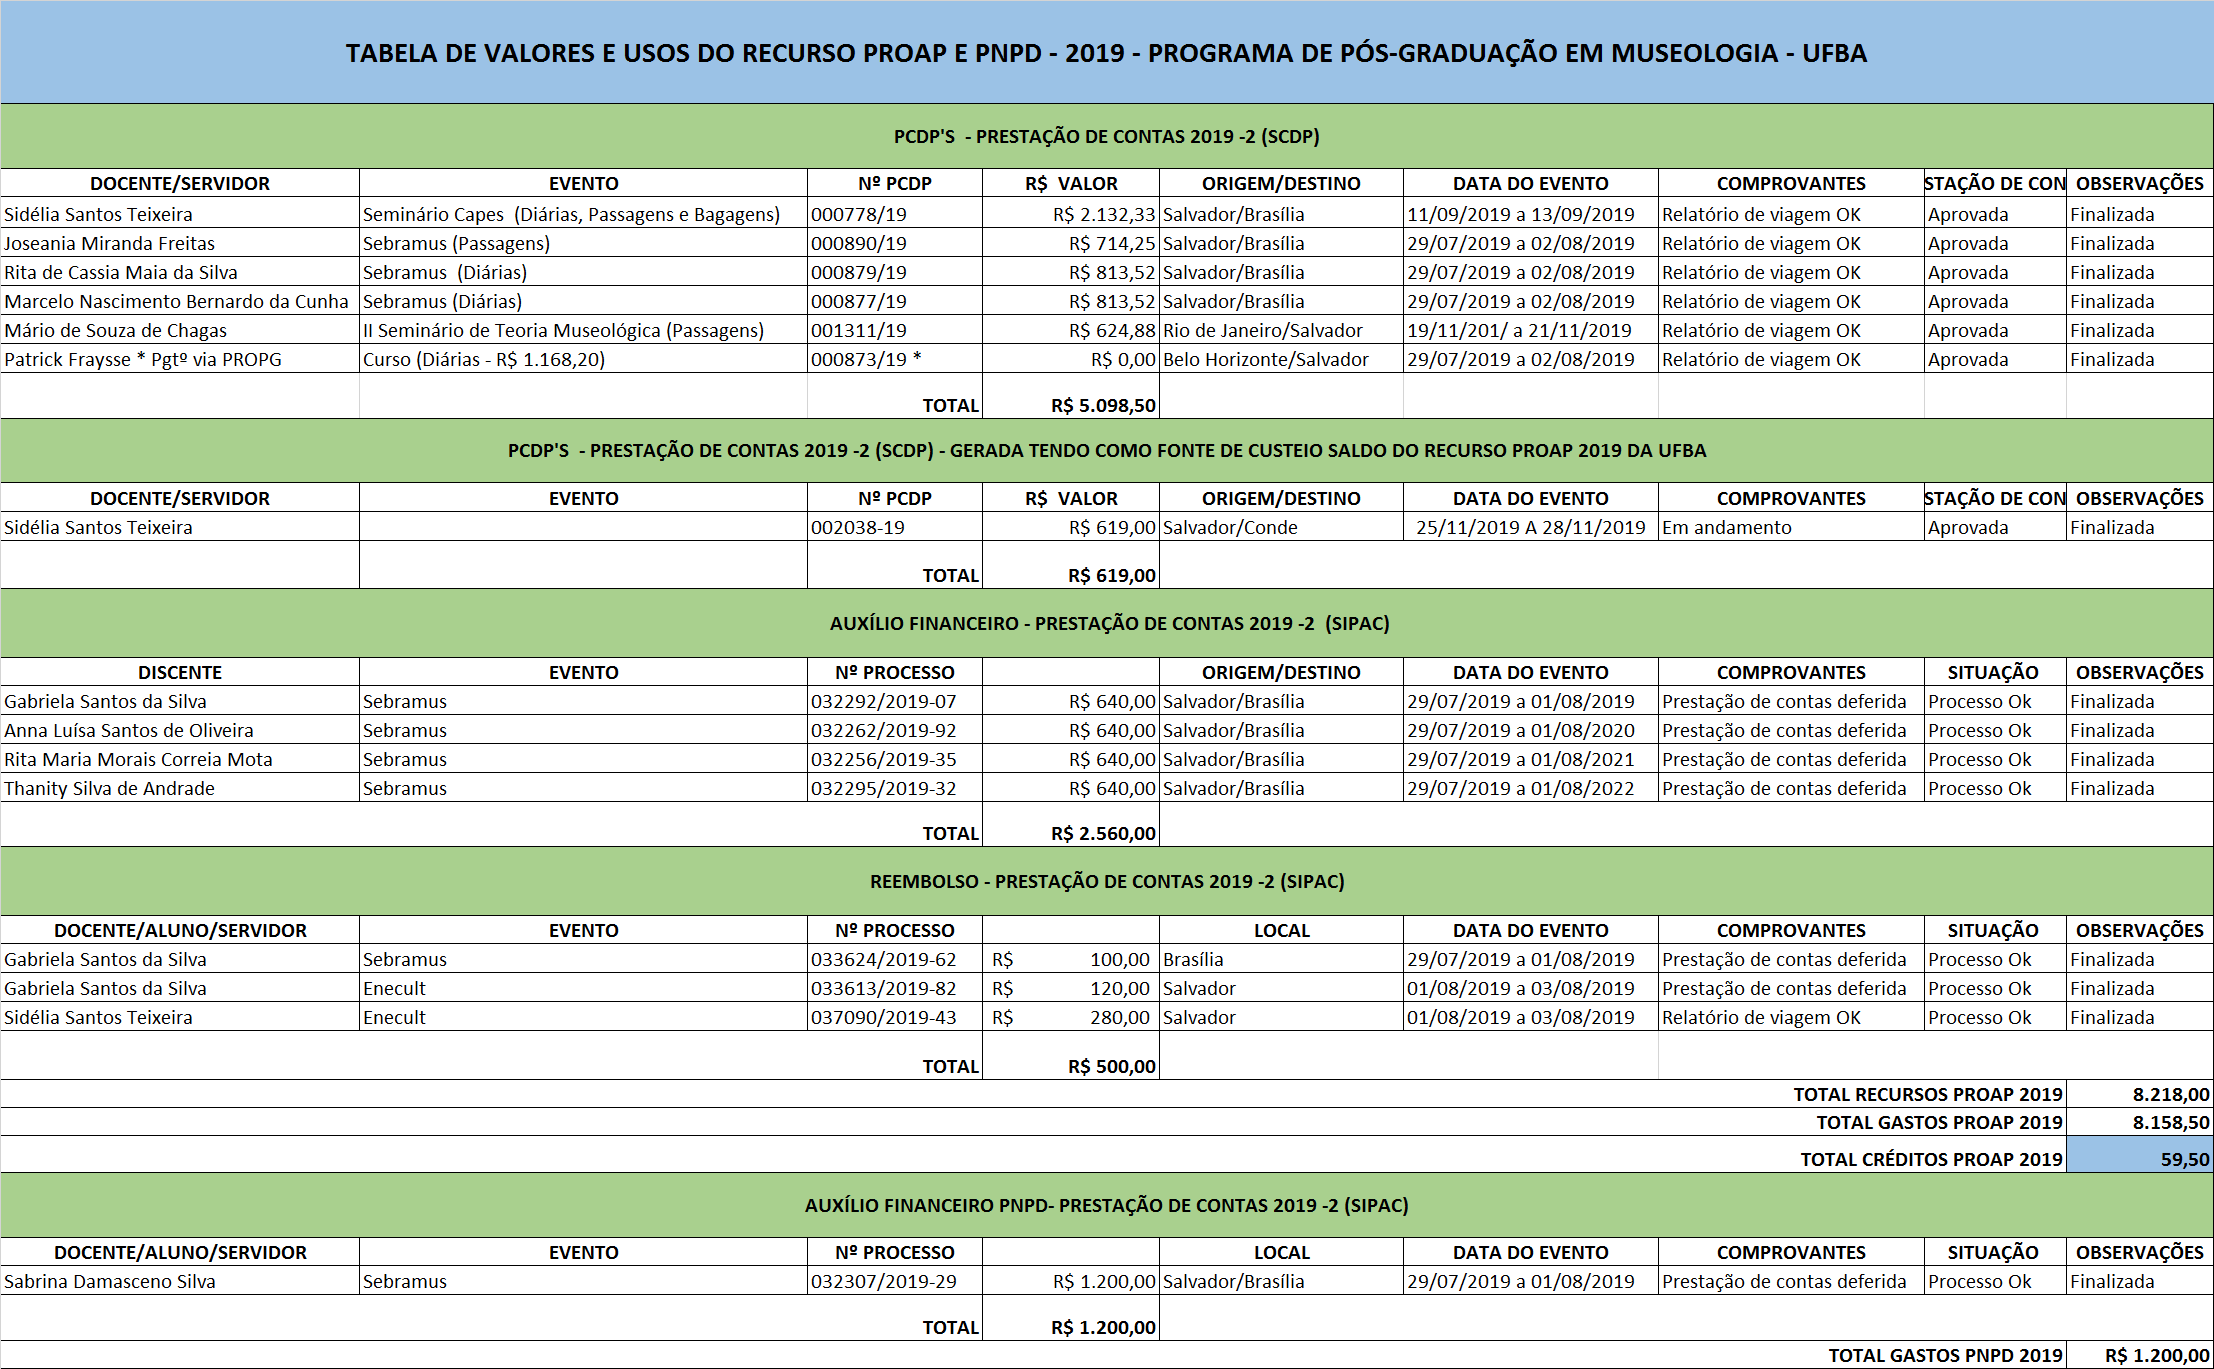 TABELA DE VALORES E USOS DO RECURSO PROAP E PNPD - 2019 - PROGRAMA DE PÓS-GRADUAÇÃO EM MUSEOLOGIA - UFBA
PCDP'S - PRESTAÇÃO DE CONTAS 2019 -2 (SCDP)
DOCENTE/SERVIDOR EVENTO Nº PCDP R$ VALOR ORIGEM/DESTINO DATA DO EVENTO COMPROVANTES STAÇÃO DE CON OBSERVAÇÕES
Sidélia Santos Teixeira Seminário Capes (Diárias, Passagens e Bagagens) 000778/19 R$ 2.132,33 Salvador/Brasília 11/09/2019 a 13/09/2019 Relatório de viagem OK Aprovada Finalizada
Joseania Miranda Freitas Sebramus (Passagens) 000890/19 R$ 714,25 Salvador/Brasília 29/07/2019 a 02/08/2019 Relatório de viagem OK Aprovada Finalizada
Rita de Cassia Maia da Silva Sebramus (Diárias) 000879/19 R$ 813,52 Salvador/Brasília 29/07/2019 a 02/08/2019 Relatório de viagem OK Aprovada Finalizada
Marcelo Nascimento Bernardo da Cunha Sebramus (Diárias) 000877/19 R$ 813,52 Salvador/Brasília 29/07/2019 a 02/08/2019 Relatório de viagem OK Aprovada Finalizada
Mário de Souza de Chagas II Seminário de Teoria Museológica (Passagens) 001311/19 R$ 624,88 Rio de Janeiro/Salvador 19/11/201/ a 21/11/2019 Relatório de viagem OK Aprovada Finalizada
Patrick Fraysse * Pgtº via PROPG Curso (Diárias - R$ 1.168,20) 000873/19 * R$ 0,00 Belo Horizonte/Salvador 29/07/2019 a 02/08/2019 Relatório de viagem OK Aprovada Finalizada
TOTAL R$ 5.098,50
PCDP'S - PRESTAÇÃO DE CONTAS 2019 -2 (SCDP) - GERADA TENDO COMO FONTE DE CUSTEIO SALDO DO RECURSO PROAP 2019 DA UFBA
DOCENTE/SERVIDOR EVENTO Nº PCDP R$ VALOR ORIGEM/DESTINO DATA DO EVENTO COMPROVANTES STAÇÃO DE CON OBSERVAÇÕES
Sidélia Santos Teixeira 002038-19 R$ 619,00 Salvador/Conde 25/11/2019 A 28/11/2019 Em andamento Aprovada Finalizada
TOTAL R$ 619,00
AUXÍLIO FINANCEIRO - PRESTAÇÃO DE CONTAS 2019 -2 (SIPAC)
DISCENTE EVENTO Nº PROCESSO ORIGEM/DESTINO DATA DO EVENTO COMPROVANTES SITUAÇÃO OBSERVAÇÕES
Gabriela Santos da Silva Sebramus 032292/2019-07 R$ 640,00 Salvador/Brasília 29/07/2019 a 01/08/2019 Prestação de contas deferida Processo Ok Finalizada
Anna Luísa Santos de Oliveira Sebramus 032262/2019-92 R$ 640,00 Salvador/Brasília 29/07/2019 a 01/08/2020 Prestação de contas deferida Processo Ok Finalizada
Rita Maria Morais Correia Mota Sebramus 032256/2019-35 R$ 640,00 Salvador/Brasília 29/07/2019 a 01/08/2021 Prestação de contas deferida Processo Ok Finalizada
Thanity Silva de Andrade Sebramus 032295/2019-32 R$ 640,00 Salvador/Brasília 29/07/2019 a 01/08/2022 Prestação de contas deferida Processo Ok Finalizada
TOTAL R$ 2.560,00
REEMBOLSO - PRESTAÇÃO DE CONTAS 2019 -2 (SIPAC)
DOCENTE/ALUNO/SERVIDOR EVENTO Nº PROCESSO LOCAL DATA DO EVENTO COMPROVANTES SITUAÇÃO OBSERVAÇÕES
Gabriela Santos da Silva Sebramus 033624/2019-62 R$ 100,00 Brasília 29/07/2019 a 01/08/2019 Prestação de contas deferida Processo Ok Finalizada
Gabriela Santos da Silva Enecult 033613/2019-82 R$ 120,00 Salvador 01/08/2019 a 03/08/2019 Prestação de contas deferida Processo Ok Finalizada
Sidélia Santos Teixeira Enecult 037090/2019-43 R$ 280,00 Salvador 01/08/2019 a 03/08/2019 Relatório de viagem OK Processo Ok Finalizada
TOTAL R$ 500,00
TOTAL RECURSOS PROAP 2019 8.218,00
TOTAL GASTOS PROAP 2019 8.158,50
TOTAL CRÉDITOS PROAP 2019 59,50
AUXÍLIO FINANCEIRO PNPD- PRESTAÇÃO DE CONTAS 2019 -2 (SIPAC)
DOCENTE/ALUNO/SERVIDOR EVENTO Nº PROCESSO LOCAL DATA DO EVENTO COMPROVANTES SITUAÇÃO OBSERVAÇÕES
Sabrina Damasceno Silva Sebramus 032307/2019-29 R$ 1.200,00 Salvador/Brasília 29/07/2019 a 01/08/2019 Prestação de contas deferida Processo Ok Finalizada
TOTAL R$ 1.200,00
TOTAL GASTOS PNPD 2019 R$ 1.200,00